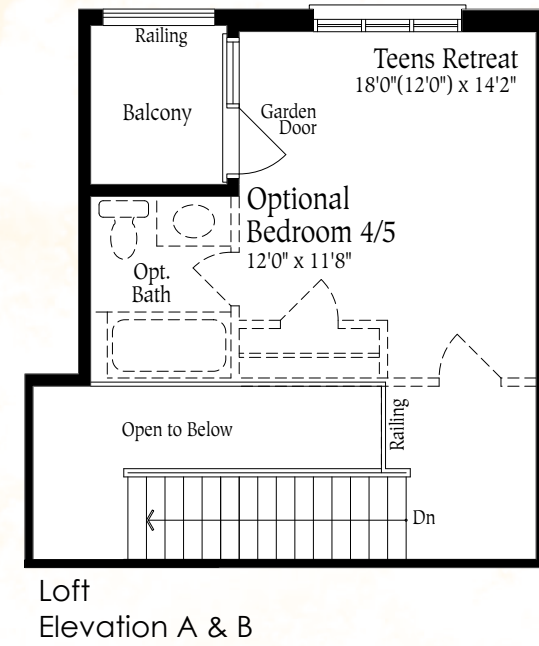 Railing
Teens Retreat
18'0"(12'0") x 14'2"
Balcony
Garden
Door
Optional
Bedroom 4/5
12'0" x 11'8"
Opt.
Bath
Railing
Open to Below
Dn
Loft
Elevation A & B